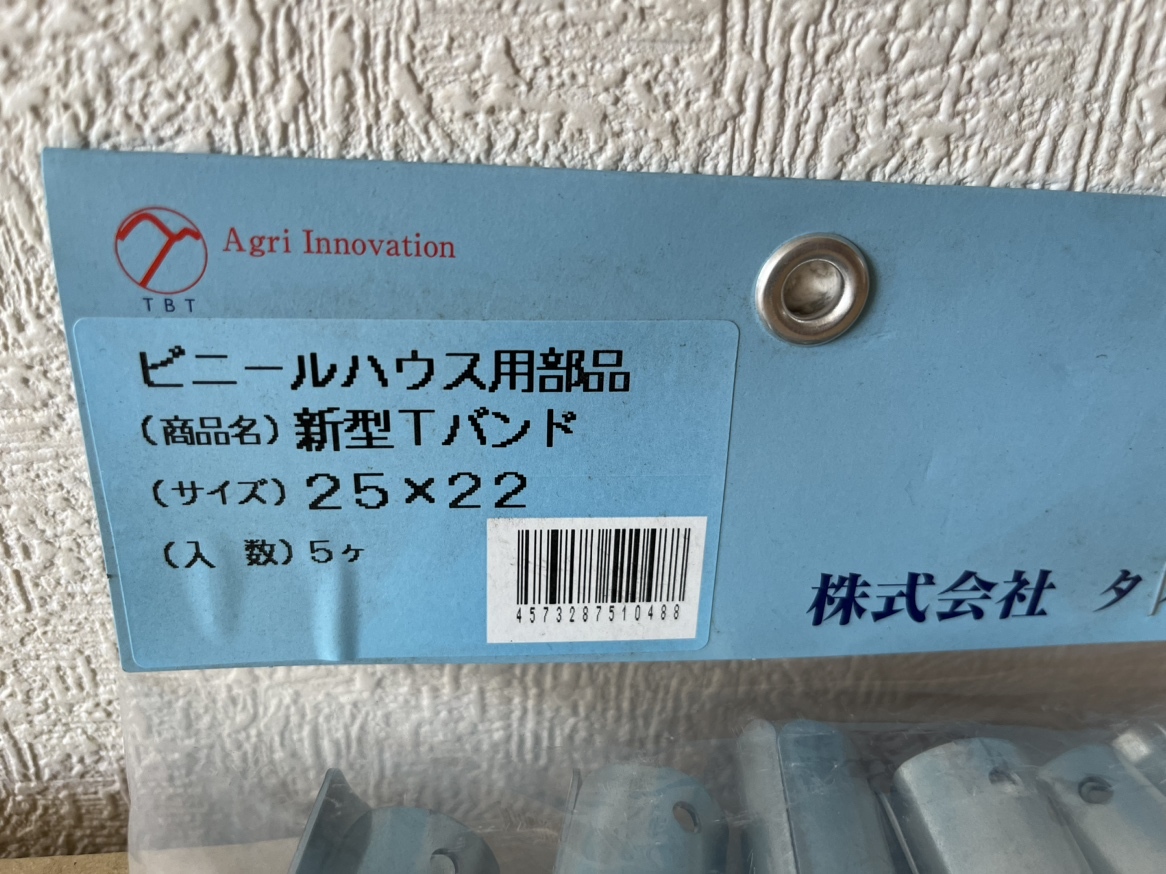 Agri Innovation
TBT
ビニールハウス用部品
(商品名) 新型Tバンド
(サイズ) 25×22
(入 数) 5ヶ
4573287510488
株式会社 タ